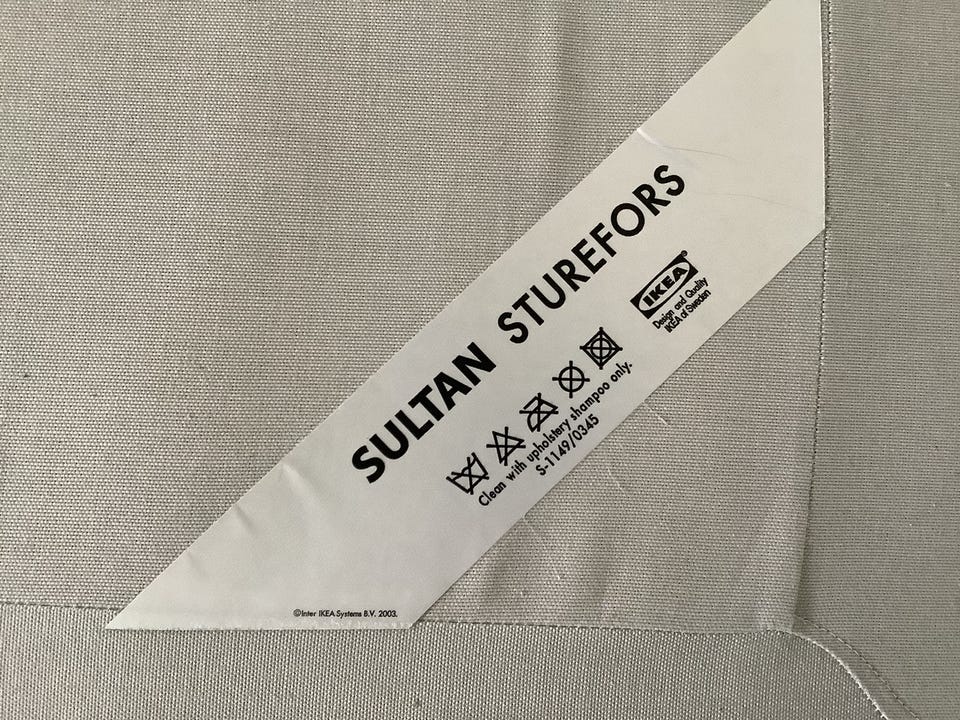 SULTAN STUREFORS
IKEA®
Design and Quality
IKEA of Sweden
Clean with upholstery shampoo only.
S-1149/0345
©Inter IKEA Systems B.V. 2003.